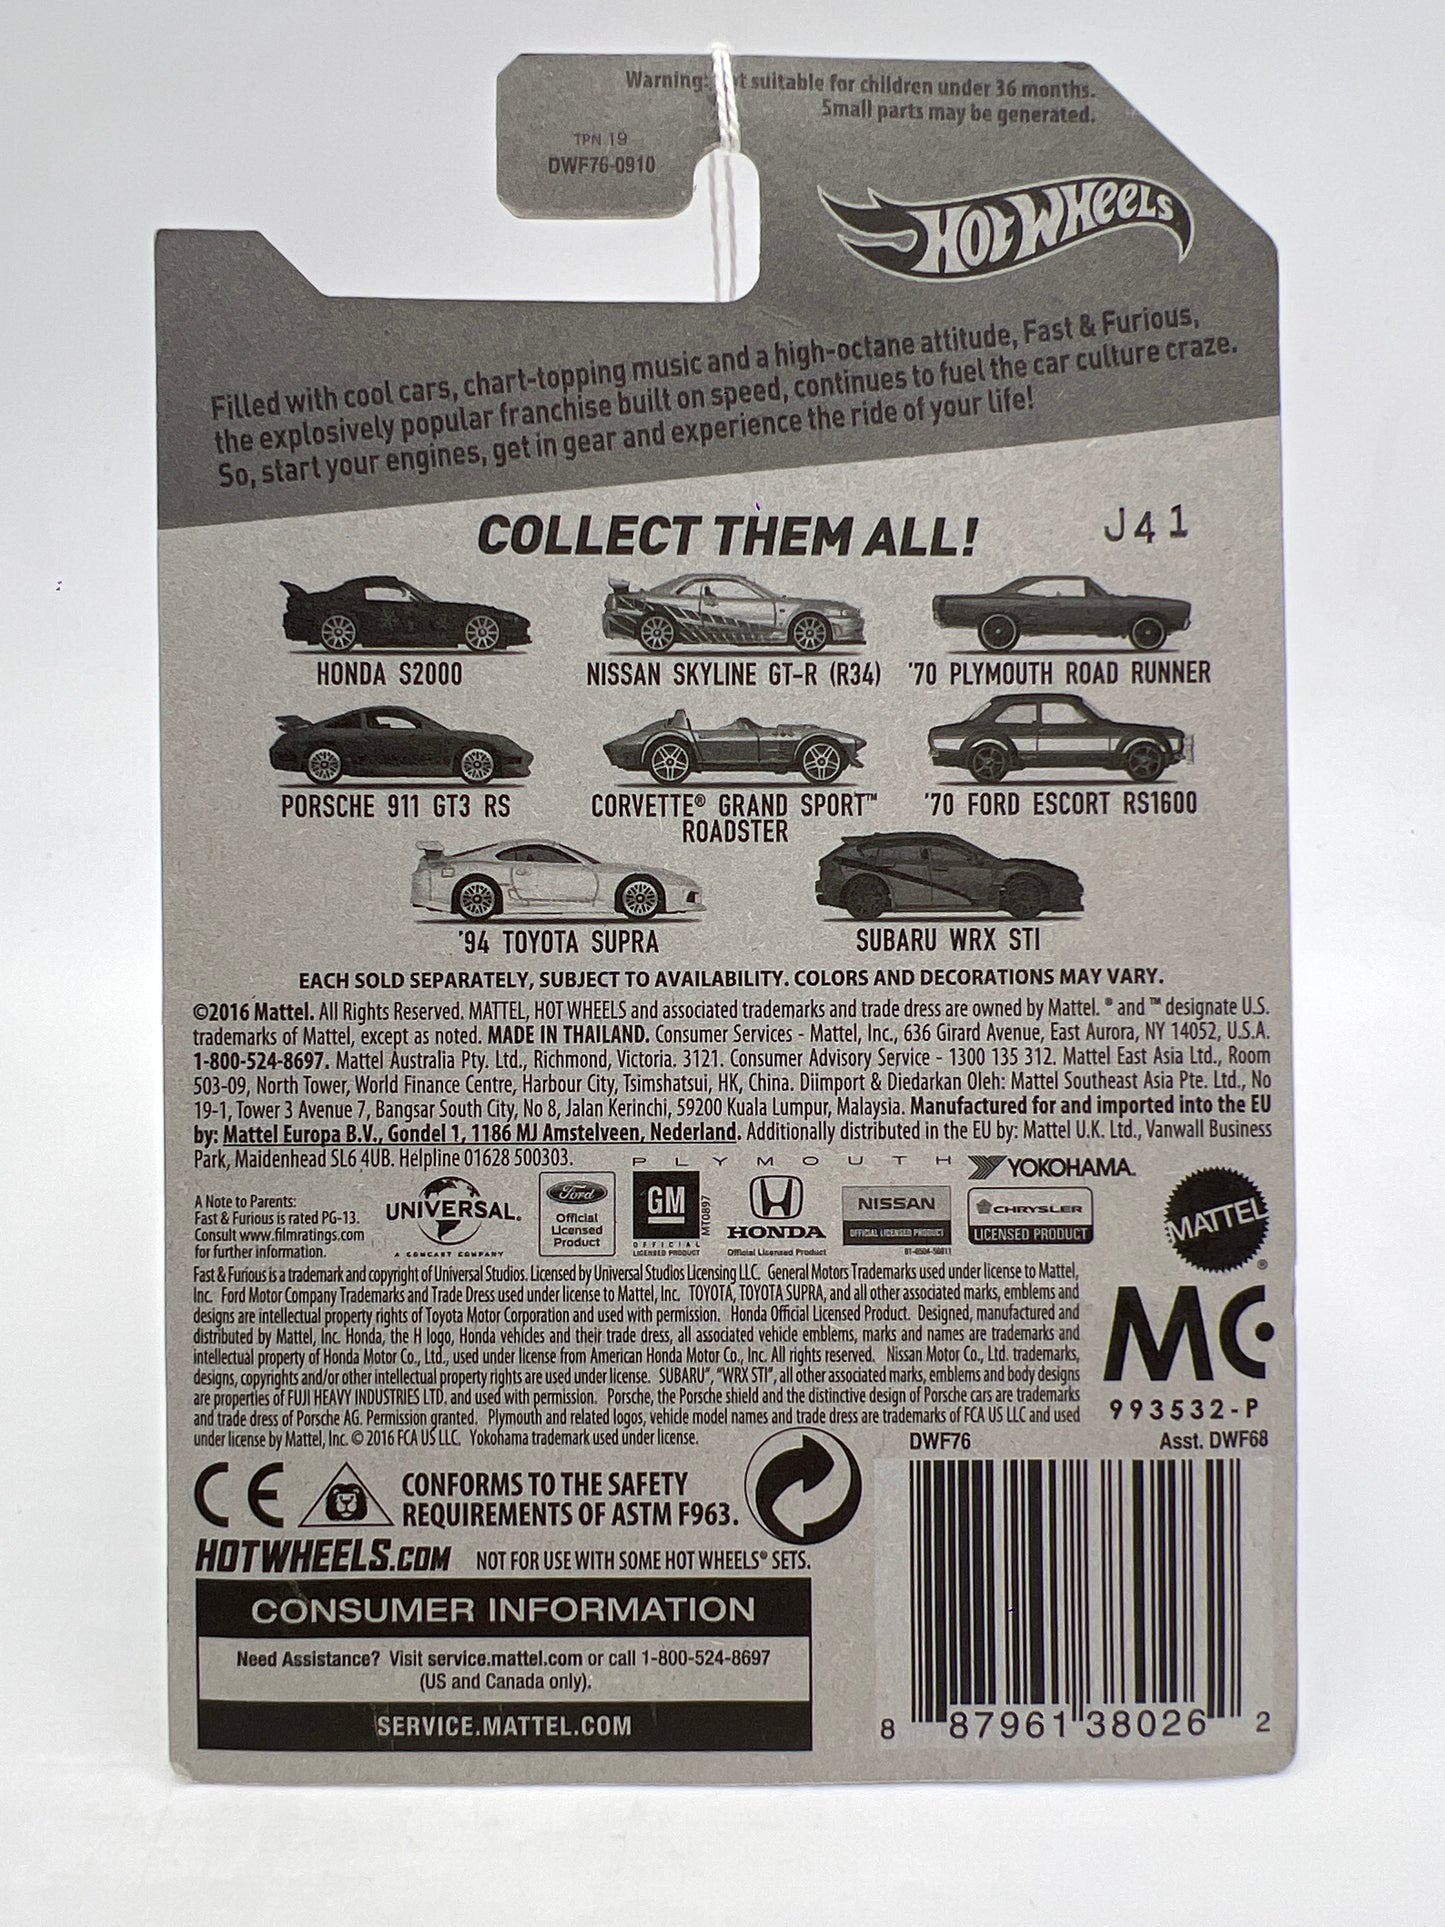 Warning: suitable for children under 36 months.
Small parts may be generated.
TPN 19
DWF76-0910
HOT WHEELS
Filled with cool cars, chart-topping music and a high-octane attitude, Fast & Furious,
the explosively popular franchise built on speed, continues to fuel the car culture craze.
So, start your engines, get in gear and experience the ride of your life!
COLLECT THEM ALL!
J41
HONDA S2000
NISSAN SKYLINE GT-R (R34)
'70 PLYMOUTH ROAD RUNNER
PORSCHE 911 GT3 RS
CORVETTE® GRAND SPORT™
ROADSTER
'70 FORD ESCORT RS1600
'94 TOYOTA SUPRA
SUBARU WRX STI
EACH SOLD SEPARATELY, SUBJECT TO AVAILABILITY. COLORS AND DECORATIONS MAY VARY.
©2016 Mattel. All Rights Reserved. MATTEL, HOT WHEELS and associated trademarks and trade dress are owned by Mattel. ® and ™ designate U.S.
trademarks of Mattel, except as noted. MADE IN THAILAND. Consumer Services - Mattel, Inc., 636 Girard Avenue, East Aurora, NY 14052, U.S.A.
1-800-524-8697. Mattel Australia Pty. Ltd., Richmond, Victoria. 3121. Consumer Advisory Service - 1300 135 312. Mattel East Asia Ltd., Room
503-09, North Tower, World Finance Centre, Harbour City, Tsimshatsui, HK, China. Diimport & Diedarkan Oleh: Mattel Southeast Asia Pte. Ltd., No
19-1, Tower 3 Avenue 7, Bangsar South City, No 8, Jalan Kerinchi, 59200 Kuala Lumpur, Malaysia. Manufactured for and imported into the EU
by: Mattel Europa B.V., Gondel 1, 1186 MJ Amstelveen, Nederland. Additionally distributed in the EU by: Mattel U.K. Ltd., Vanwall Business
Park, Maidenhead SL6 4UB. Helpline 01628 500303.
PLYMOUTH
YOKOHAMA.
A Note to Parents:
Fast & Furious is rated PG-13.
Consult www.filmratings.com
for further information.
UNIVERSAL.
A COMCAST COMPANY
Ford
Official
Licensed
Product
GM
OFFICIAL
LICENSED PRODUCT
MT0897
HONDA
Official Licensed Product
NISSAN
OFFICIAL LICENSED PRODUCT
CHRYSLER
LICENSED PRODUCT
MATTEL®
Fast & Furious is a trademark and copyright of Universal Studios. Licensed by Universal Studios Licensing LLC. General Motors Trademarks used under license to Mattel,
Inc. Ford Motor Company Trademarks and Trade Dress used under license to Mattel, Inc. TOYOTA, TOYOTA SUPRA, and all other associated marks, emblems and
designs are intellectual property rights of Toyota Motor Corporation and used with permission. Honda Official Licensed Product. Designed, manufactured and
distributed by Mattel, Inc. Honda, the H logo, Honda vehicles and their trade dress, all associated vehicle emblems, marks and names are trademarks and
intellectual property of Honda Motor Co., Ltd., used under license from American Honda Motor Co., Inc. All rights reserved. Nissan Motor Co., Ltd. trademarks,
designs, copyrights and/or other intellectual property rights are used under license. SUBARU", "WRX STI", all other associated marks, emblems and body designs
are properties of FUJI HEAVY INDUSTRIES LTD. and used with permission. Porsche, the Porsche shield and the distinctive design of Porsche cars are trademarks
and trade dress of Porsche AG. Permission granted. Plymouth and related logos, vehicle model names and trade dress are trademarks of FCA US LLC and used
under license by Mattel, Inc. © 2016 FCA US LLC. Yokohama trademark used under license.
MC
993532-P
DWF76
Asst. DWF68
CE
CONFORMS TO THE SAFETY
REQUIREMENTS OF ASTM F963.
HOTWHEELS.COM
NOT FOR USE WITH SOME HOT WHEELS® SETS.
CONSUMER INFORMATION
Need Assistance? Visit service.mattel.com or call 1-800-524-8697
(US and Canada only).
SERVICE.MATTEL.COM
8 87961 38026 2